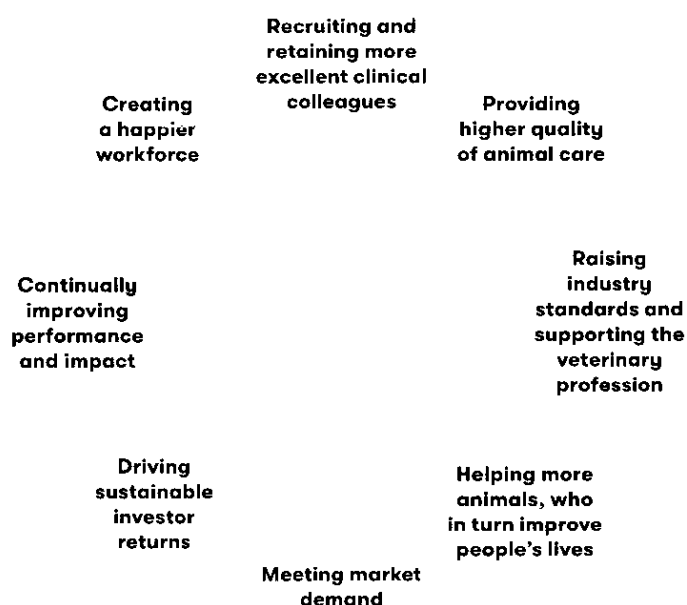 Recruiting and
retaining more
excellent clinical
colleagues
Providing
higher quality
of animal care
Raising
industry
standards and
supporting the
veterinary
profession
Helping more
animals, who
in turn improve
people's lives
Meeting market
demand
Driving
sustainable
investor
returns
Continually
improving
performance
and impact
Creating
a happier
workforce